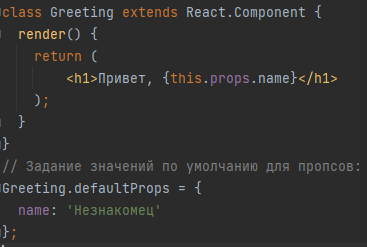 class Greeting extends React.Component {
render() {
return (
<h1>Привет, {this.props.name}</h1>
);
}
}
// Задание значений по умолчанию для пропсов:
Greeting.defaultProps = {
name: 'Незнакомец'
};